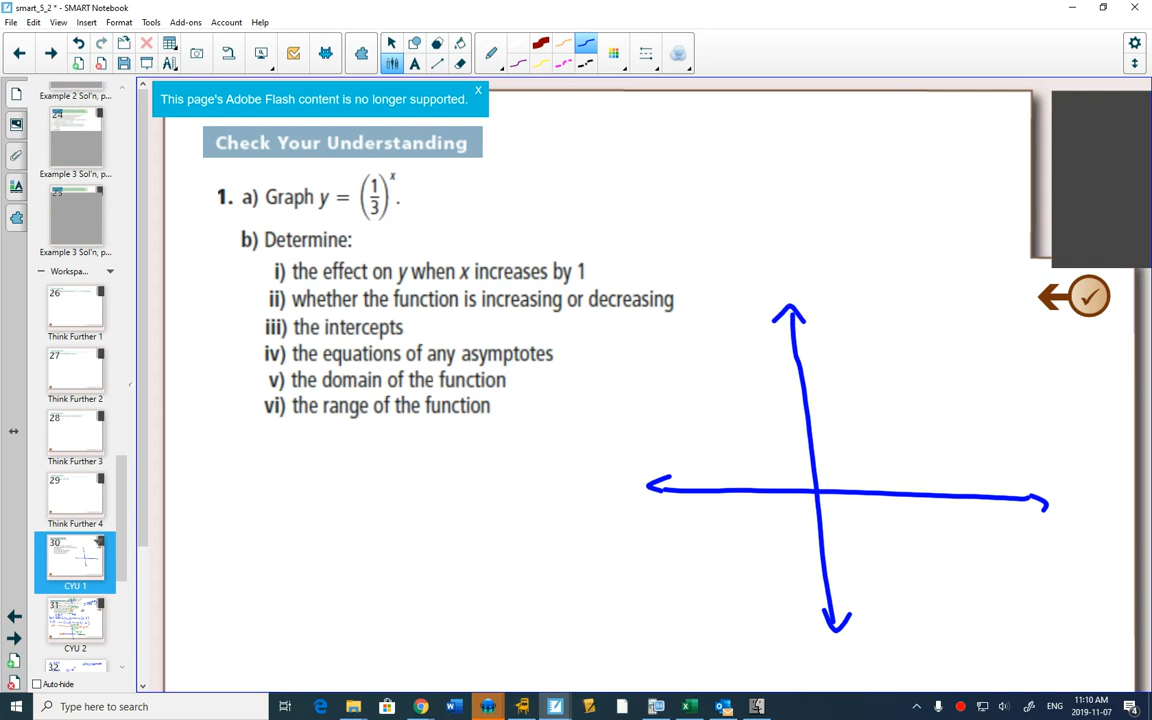 smart_5_2 * - SMART Notebook
File Edit View Insert Format Tools Add-ons Account Help
This page's Adobe Flash content is no longer supported. X
Check Your Understanding
1. a) Graph y = (1/3)^x.
b) Determine:
i) the effect on y when x increases by 1
ii) whether the function is increasing or decreasing
iii) the intercepts
iv) the equations of any asymptotes
v) the domain of the function
vi) the range of the function
Example 2 Sol'n, p...
24
Example 3 Sol'n, p...
25
Example 3 Sol'n, p...
Workspa...
26
Think Further 1
27
Think Further 2
28
Think Further 3
29
Think Further 4
30
CYU 1
31
CYU 2
32
Auto-hide
Type here to search
ENG
11:10 AM
2019-11-07
4